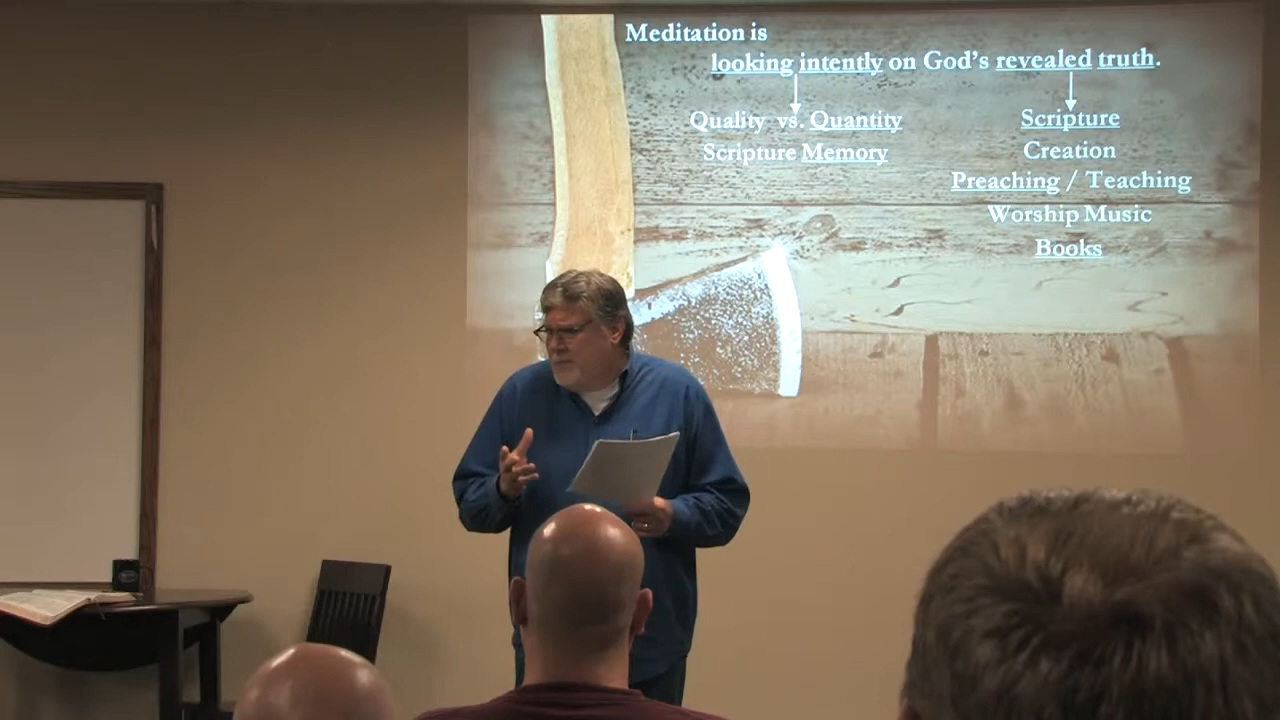 Meditation is
looking intently on God's revealed truth.
Quality vs. Quantity
Scripture Memory
Scripture
Creation
Preaching / Teaching
Worship Music
Books